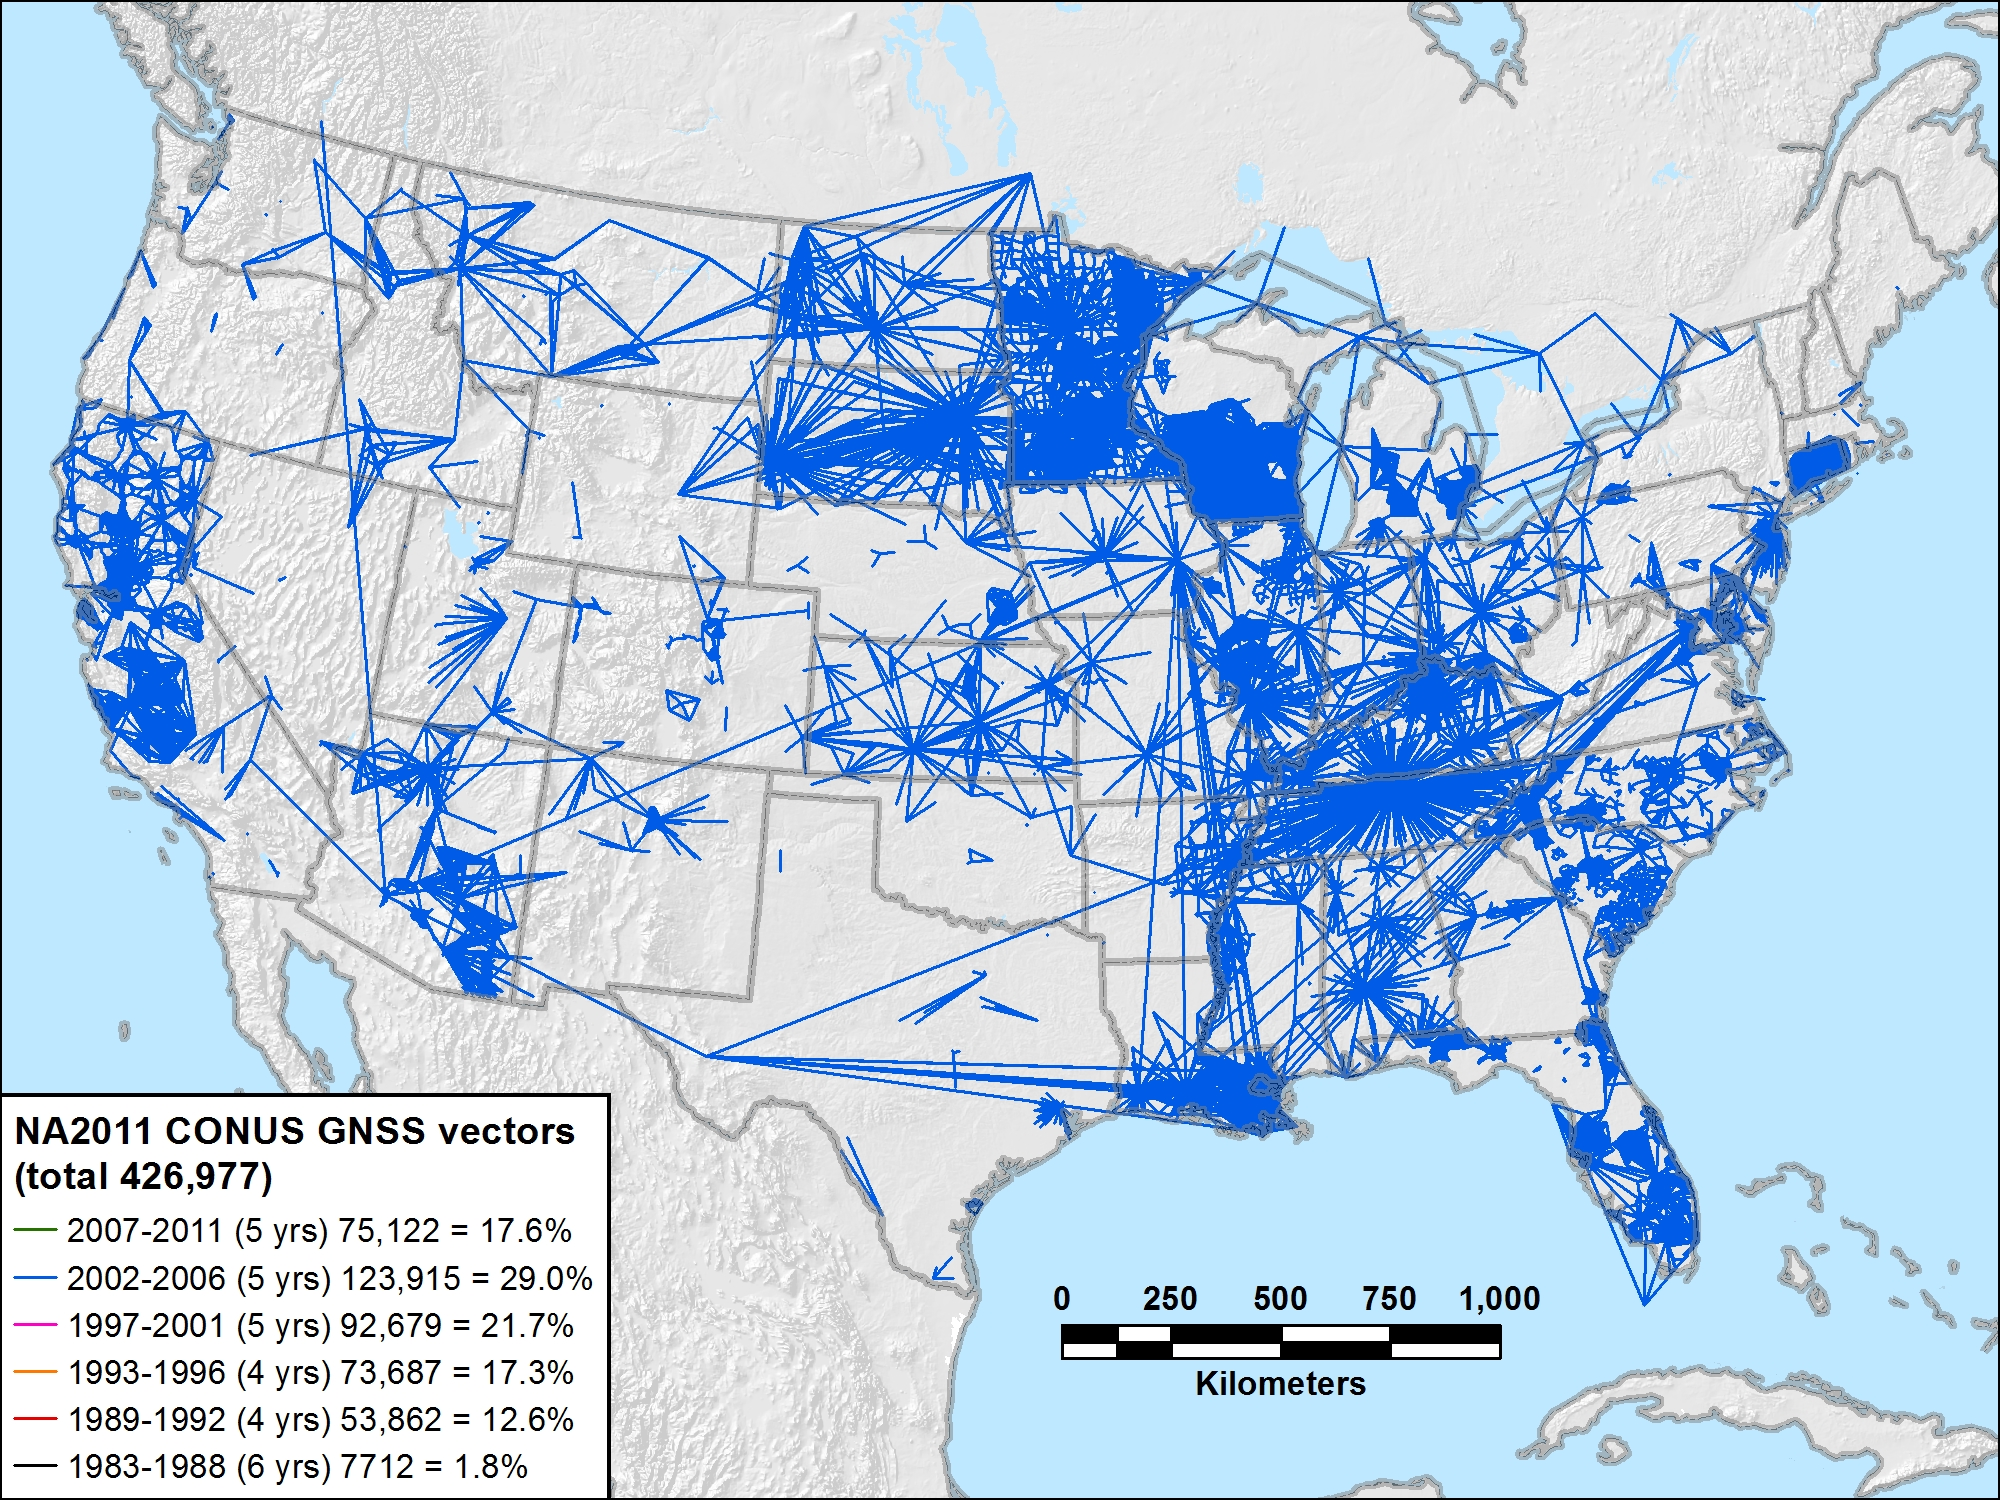 NA2011 CONUS GNSS vectors
(total 426,977)
2007-2011 (5 yrs) 75,122 = 17.6%
2002-2006 (5 yrs) 123,915 = 29.0%
1997-2001 (5 yrs) 92,679 = 21.7%
1993-1996 (4 yrs) 73,687 = 17.3%
1989-1992 (4 yrs) 53,862 = 12.6%
1983-1988 (6 yrs) 7712 = 1.8%
0 250 500 750 1,000
Kilometers